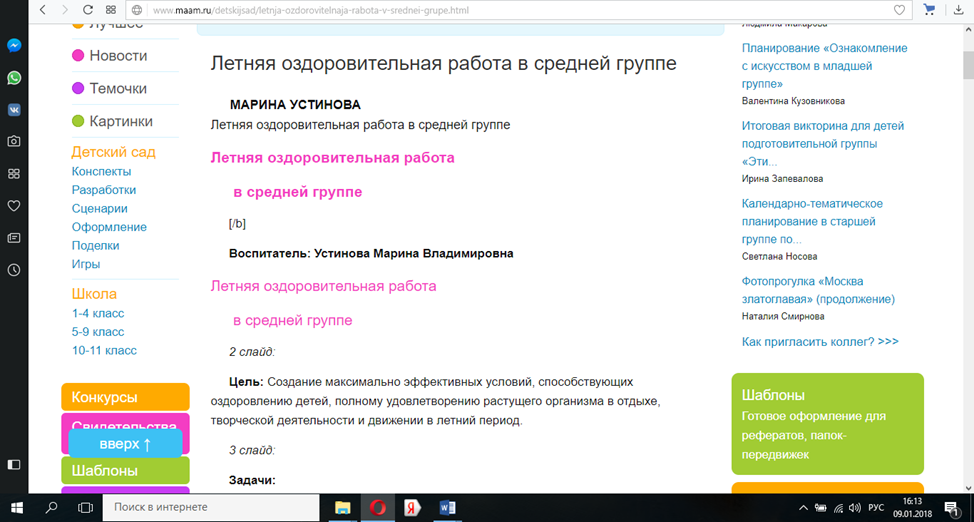 www.maam.ru/detskijsad/letnja-ozdorovitelnaja-rabota-v-srednei-grupe.html
Лучшее
Новости
Темочки
Картинки
Детский сад
Конспекты
Разработки
Сценарии
Оформление
Поделки
Игры
Школа
1-4 класс
5-9 класс
10-11 класс
Конкурсы
Свидетельства
вверх ↑
Шаблоны
Летняя оздоровительная работа в средней группе
МАРИНА УСТИНОВА
Летняя оздоровительная работа в средней группе
Летняя оздоровительная работа
в средней группе
[/b]
Воспитатель: Устинова Марина Владимировна
Летняя оздоровительная работа
в средней группе
2 слайд:
Цель: Создание максимально эффективных условий, способствующих
оздоровлению детей, полному удовлетворению растущего организма в отдыхе,
творческой деятельности и движении в летний период.
3 слайд:
Задачи:
Людмила Макарова
Планирование «Ознакомление
с искусством в младшей
группе»
Валентина Кузовникова
Итоговая викторина для детей
подготовительной группы
«Эти...
Ирина Запевалова
Календарно-тематическое
планирование в старшей
группе по...
Светлана Носова
Фотопрогулка «Москва
златоглавая» (продолжение)
Наталия Смирнова
Как пригласить коллег? >>>
Шаблоны
Готовое оформление для
рефератов, папок-
передвижек
Поиск в интернете
РУС
16:13
09.01.2018
1